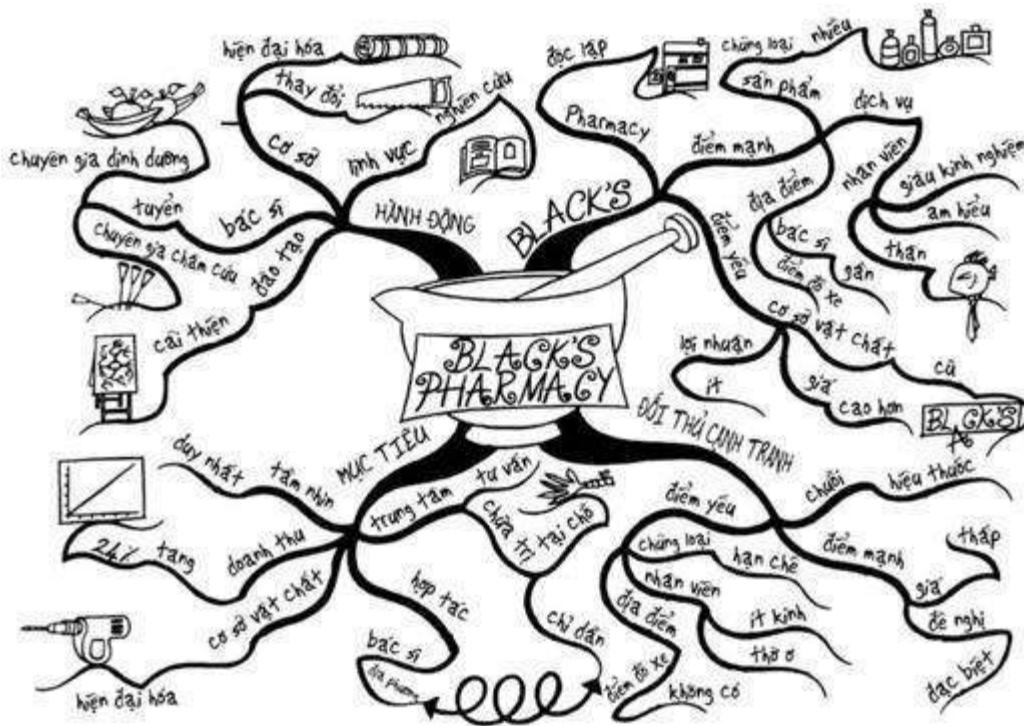 BLACK'S
PHARMACY
HÀNH ĐỘNG
cơ sở
hiện đại hóa
thay đổi
lĩnh vực
nghiên cứu
bác sĩ
tuyển
chuyên gia dinh dưỡng
chuyên gia châm cứu
đào tạo
cải thiện
BLACK'S
Pharmacy
độc lập
điểm mạnh
sản phẩm
chủng loại
nhiều
dịch vụ
nhân viên
giàu kinh nghiệm
am hiểu
thân
địa điểm
bác sĩ
gần
điểm đỗ xe
điểm yếu
cơ sở vật chất
cũ
BLACK'S
giá
cao hơn
lợi nhuận
ít
MỤC TIÊU
tầm nhìn
duy nhất
doanh thu
tăng
24%
cơ sở vật chất
hiện đại hóa
trung tâm
tư vấn
chữa trị
tại chỗ
chỉ dẫn
hợp tác
bác sĩ
địa phương
ĐỐI THỦ CẠNH TRANH
chuỗi
hiệu thuốc
điểm mạnh
giá
thấp
đề nghị
đặc biệt
điểm yếu
chủng loại
hạn chế
nhân viên
ít kinh
thờ ơ
địa điểm
điểm đỗ xe
không có